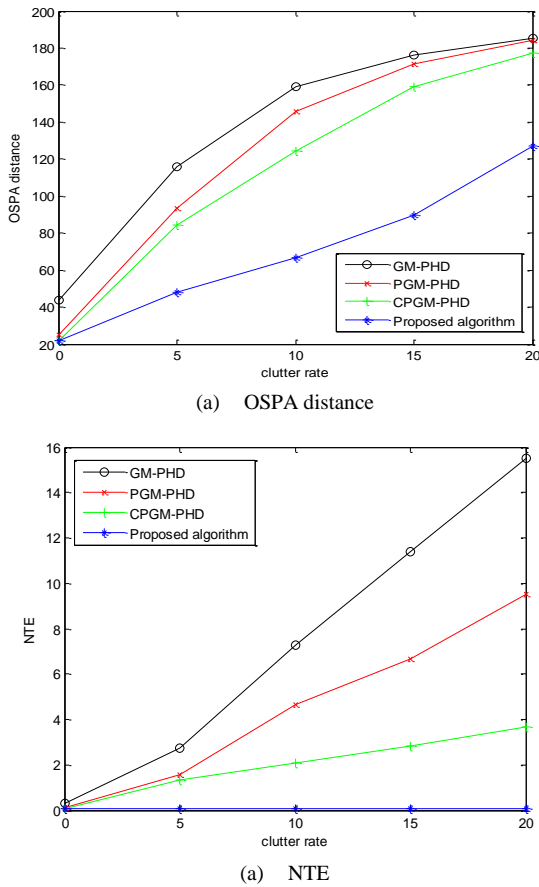 200
180
160
140
120
100
80
60
40
20
OSPA distance
GM-PHD
PGM-PHD
CPGM-PHD
Proposed algorithm
0 5 10 15 20
clutter rate
(a) OSPA distance
16
14
12
10
8
6
4
2
0
NTE
GM-PHD
PGM-PHD
CPGM-PHD
Proposed algorithm
0 5 10 15 20
clutter rate
(a) NTE